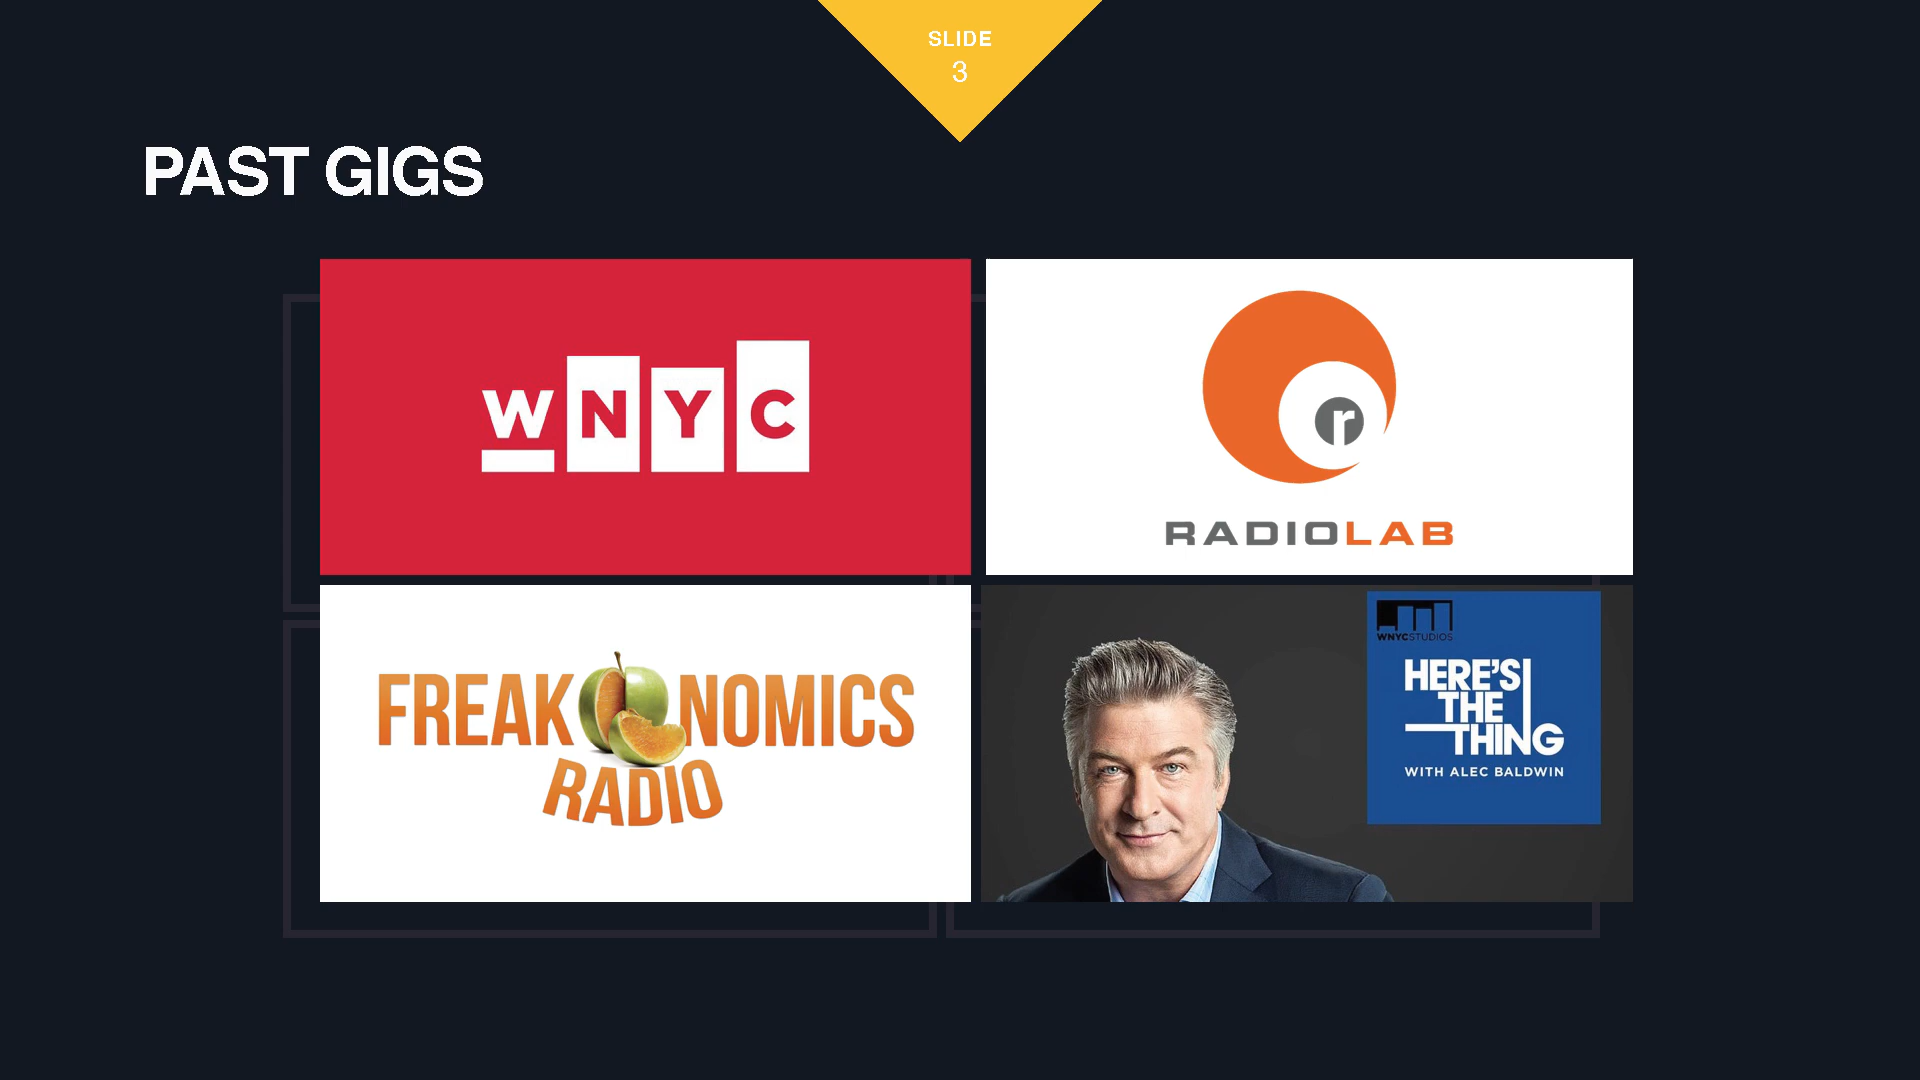 SLIDE
3
PAST GIGS
WNYC
r
RADIOLAB
FREAKONOMICS
RADIO
WNYCSTUDIOS
HERE'S
THE
THING
WITH ALEC BALDWIN